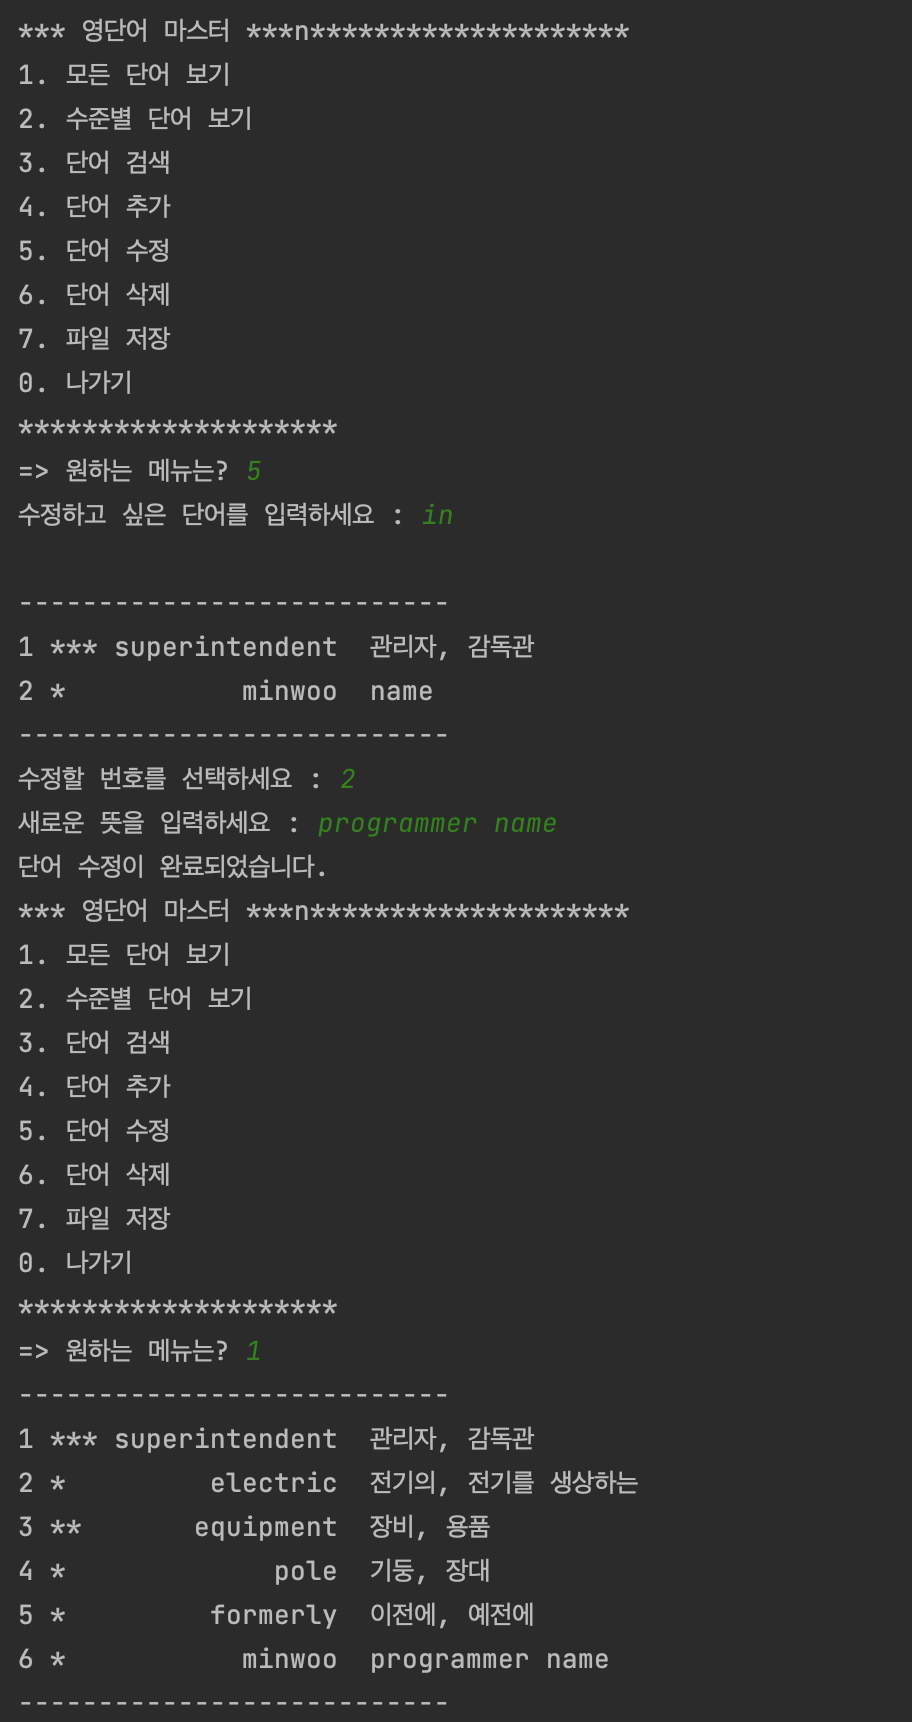 *** 영단어 마스터 ***n********************
1. 모든 단어 보기
2. 수준별 단어 보기
3. 단어 검색
4. 단어 추가
5. 단어 수정
6. 단어 삭제
7. 파일 저장
0. 나가기
********************
=> 원하는 메뉴는? 5
수정하고 싶은 단어를 입력하세요 : in
---------------------------
1 *** superintendent  관리자, 감독관
2 *           minwoo  name
---------------------------
수정할 번호를 선택하세요 : 2
새로운 뜻을 입력하세요 : programmer name
단어 수정이 완료되었습니다.
*** 영단어 마스터 ***n********************
1. 모든 단어 보기
2. 수준별 단어 보기
3. 단어 검색
4. 단어 추가
5. 단어 수정
6. 단어 삭제
7. 파일 저장
0. 나가기
********************
=> 원하는 메뉴는? 1
---------------------------
1 *** superintendent  관리자, 감독관
2 *         electric  전기의, 전기를 생상하는
3 **       equipment  장비, 용품
4 *             pole  기둥, 장대
5 *         formerly  이전에, 예전에
6 *           minwoo  programmer name
---------------------------